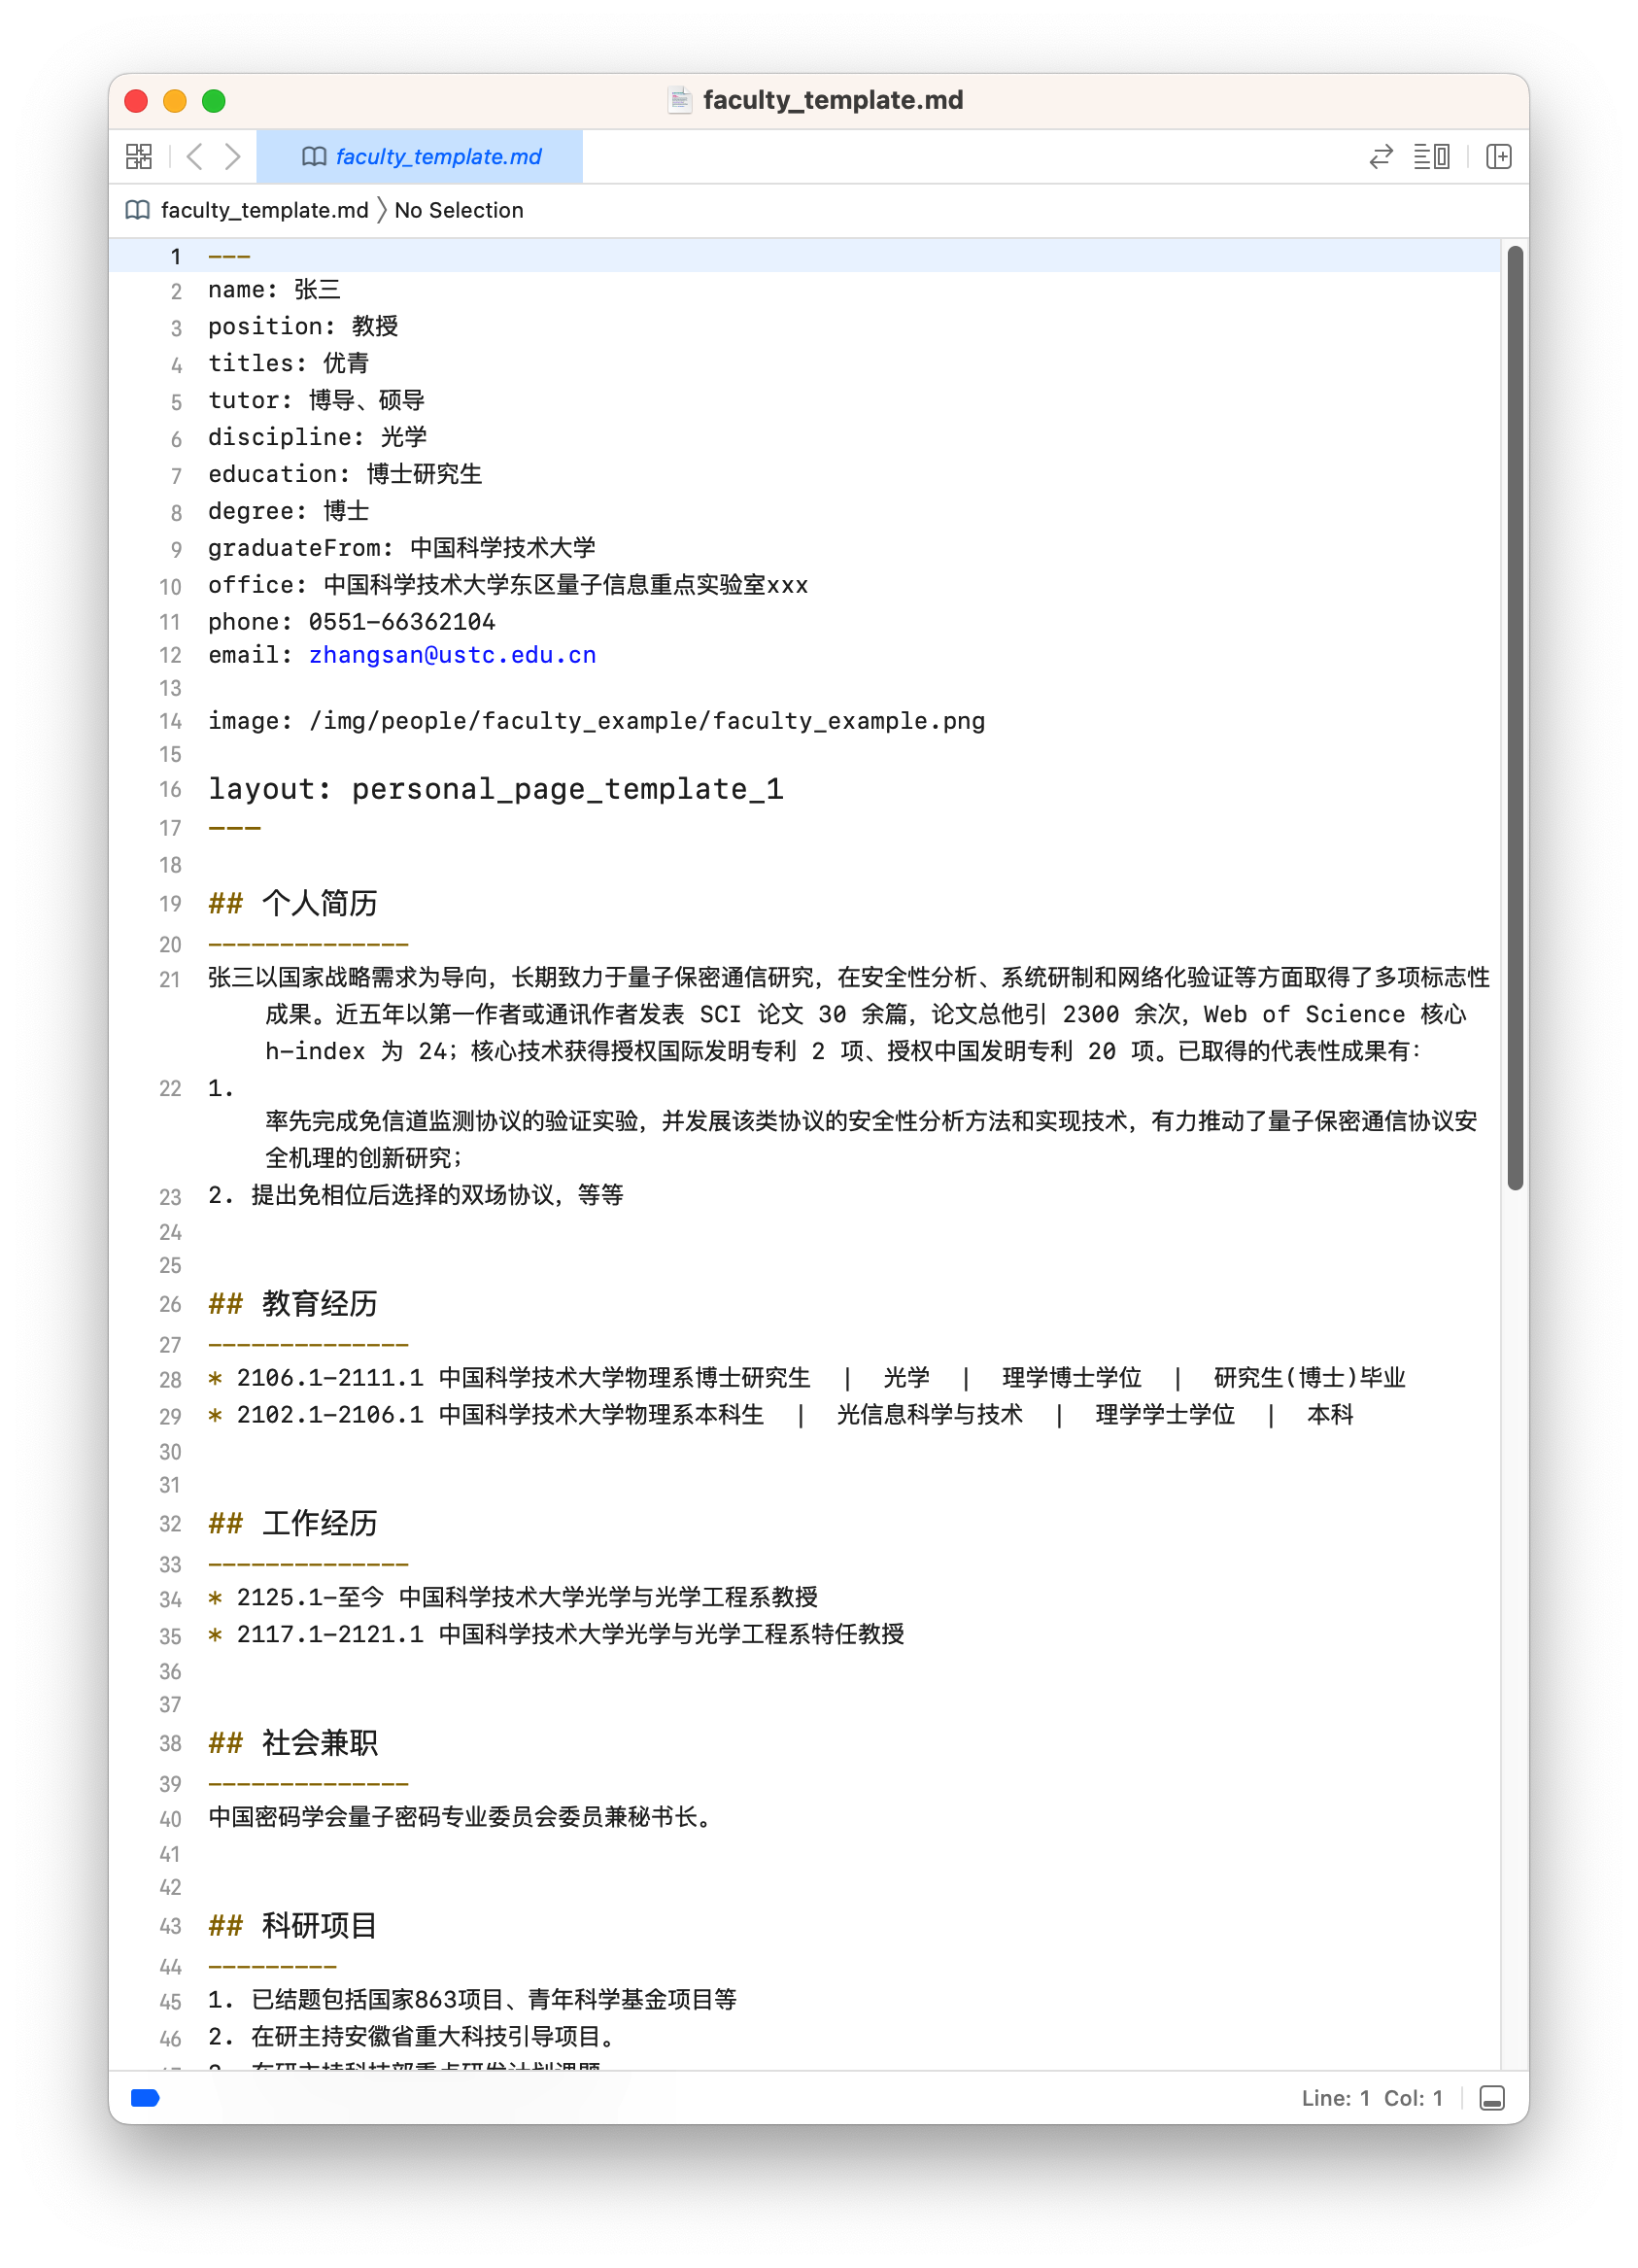 faculty_template.md
faculty_template.md
faculty_template.md 〉 No Selection
1 ---
2 name: 张三
3 position: 教授
4 titles: 优青
5 tutor: 博导、硕导
6 discipline: 光学
7 education: 博士研究生
8 degree: 博士
9 graduateFrom: 中国科学技术大学
10 office: 中国科学技术大学东区量子信息重点实验室xxx
11 phone: 0551-66362104
12 email: zhangsan@ustc.edu.cn
13
14 image: /img/people/faculty_example/faculty_example.png
15
16 layout: personal_page_template_1
17 ---
18
19 ## 个人简历
20 --------------
21 张三以国家战略需求为导向，长期致力于量子保密通信研究，在安全性分析、系统研制和网络化验证等方面取得了多项标志性
成果。近五年以第一作者或通讯作者发表 SCI 论文 30 余篇，论文总他引 2300 余次，Web of Science 核心
h-index 为 24；核心技术获得授权国际发明专利 2 项、授权中国发明专利 20 项。已取得的代表性成果有：
22 1.
率先完成免信道监测协议的验证实验，并发展该类协议的安全性分析方法和实现技术，有力推动了量子保密通信协议安
全机理的创新研究；
23 2. 提出免相位后选择的双场协议，等等
24
25
26 ## 教育经历
27 --------------
28 * 2106.1-2111.1 中国科学技术大学物理系博士研究生 | 光学 | 理学博士学位 | 研究生(博士)毕业
29 * 2102.1-2106.1 中国科学技术大学物理系本科生 | 光信息科学与技术 | 理学学士学位 | 本科
30
31
32 ## 工作经历
33 --------------
34 * 2125.1-至今 中国科学技术大学光学与光学工程系教授
35 * 2117.1-2121.1 中国科学技术大学光学与光学工程系特任教授
36
37
38 ## 社会兼职
39 --------------
40 中国密码学会量子密码专业委员会委员兼秘书长。
41
42
43 ## 科研项目
44 ---------
45 1. 已结题包括国家863项目、青年科学基金项目等
46 2. 在研主持安徽省重大科技引导项目。
Line: 1 Col: 1